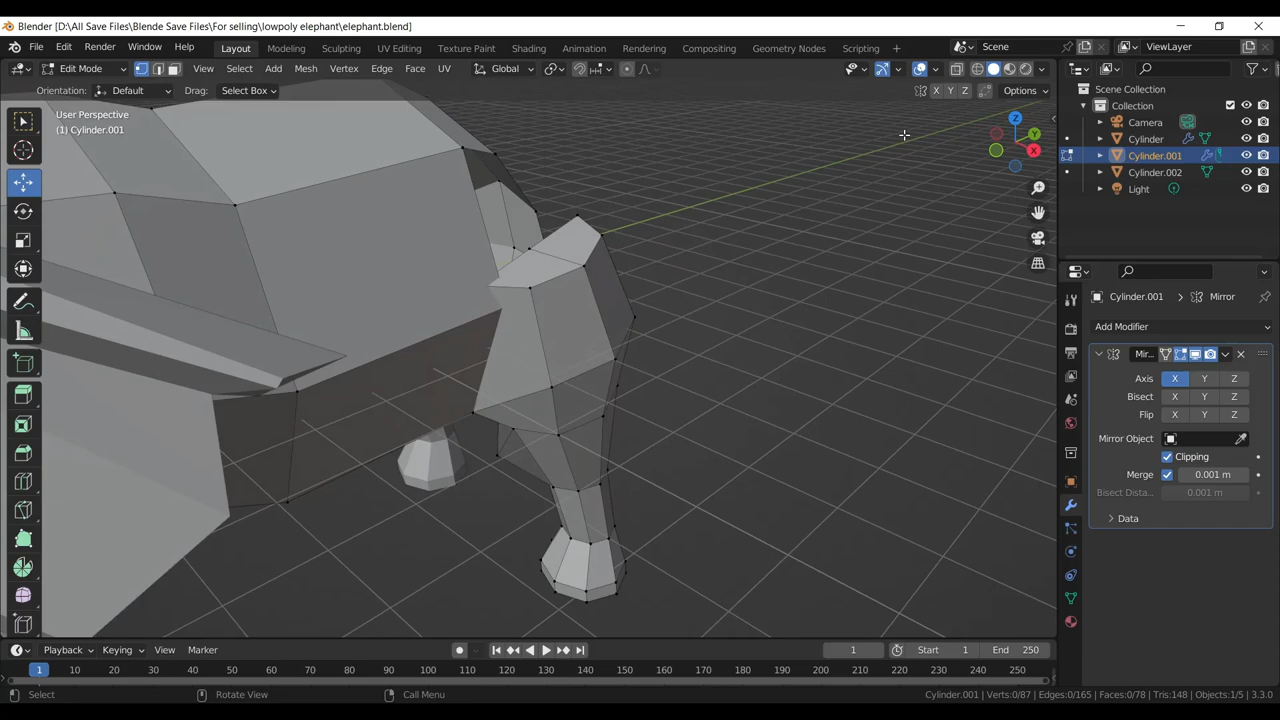 Blender [D:\All Save Files\Blende Save Files\For selling\lowpoly elephant\elephant.blend]
File Edit Render Window Help Layout Modeling Sculpting UV Editing Texture Paint Shading Animation Rendering Compositing Geometry Nodes Scripting + Scene ViewLayer
Edit Mode View Select Add Mesh Vertex Edge Face UV Global
Orientation: Default Drag: Select Box X Y Z Options
User Perspective
(1) Cylinder.001
Z
Y
X
Scene Collection
Collection
Camera
Cylinder
Cylinder.001
Cylinder.002
Light
Cylinder.001 > Mirror
Add Modifier
Mir...
Axis X Y Z
Bisect X Y Z
Flip X Y Z
Mirror Object
Clipping
Merge 0.001 m
Bisect Dista... 0.001 m
Data
Playback Keying View Marker 1 Start 1 End 250
1 10 20 30 40 50 60 70 80 90 100 110 120 130 140 150 160 170 180 190 200 210 220 230 240 250
Select Rotate View Call Menu Cylinder.001 | Verts:0/87 | Edges:0/165 | Faces:0/78 | Tris:148 | Objects:1/5 | 3.3.0